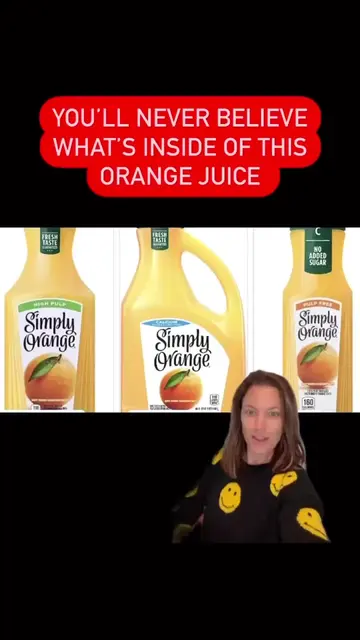 YOU'LL NEVER BELIEVE
WHAT'S INSIDE OF THIS
ORANGE JUICE
FRESH
TASTE
FRESH
TASTE
C
NO
ADDED
SUGAR
HIGH PULP
Simply
Orange
Simply
Orange
PULP FREE
Simply
Orange
160